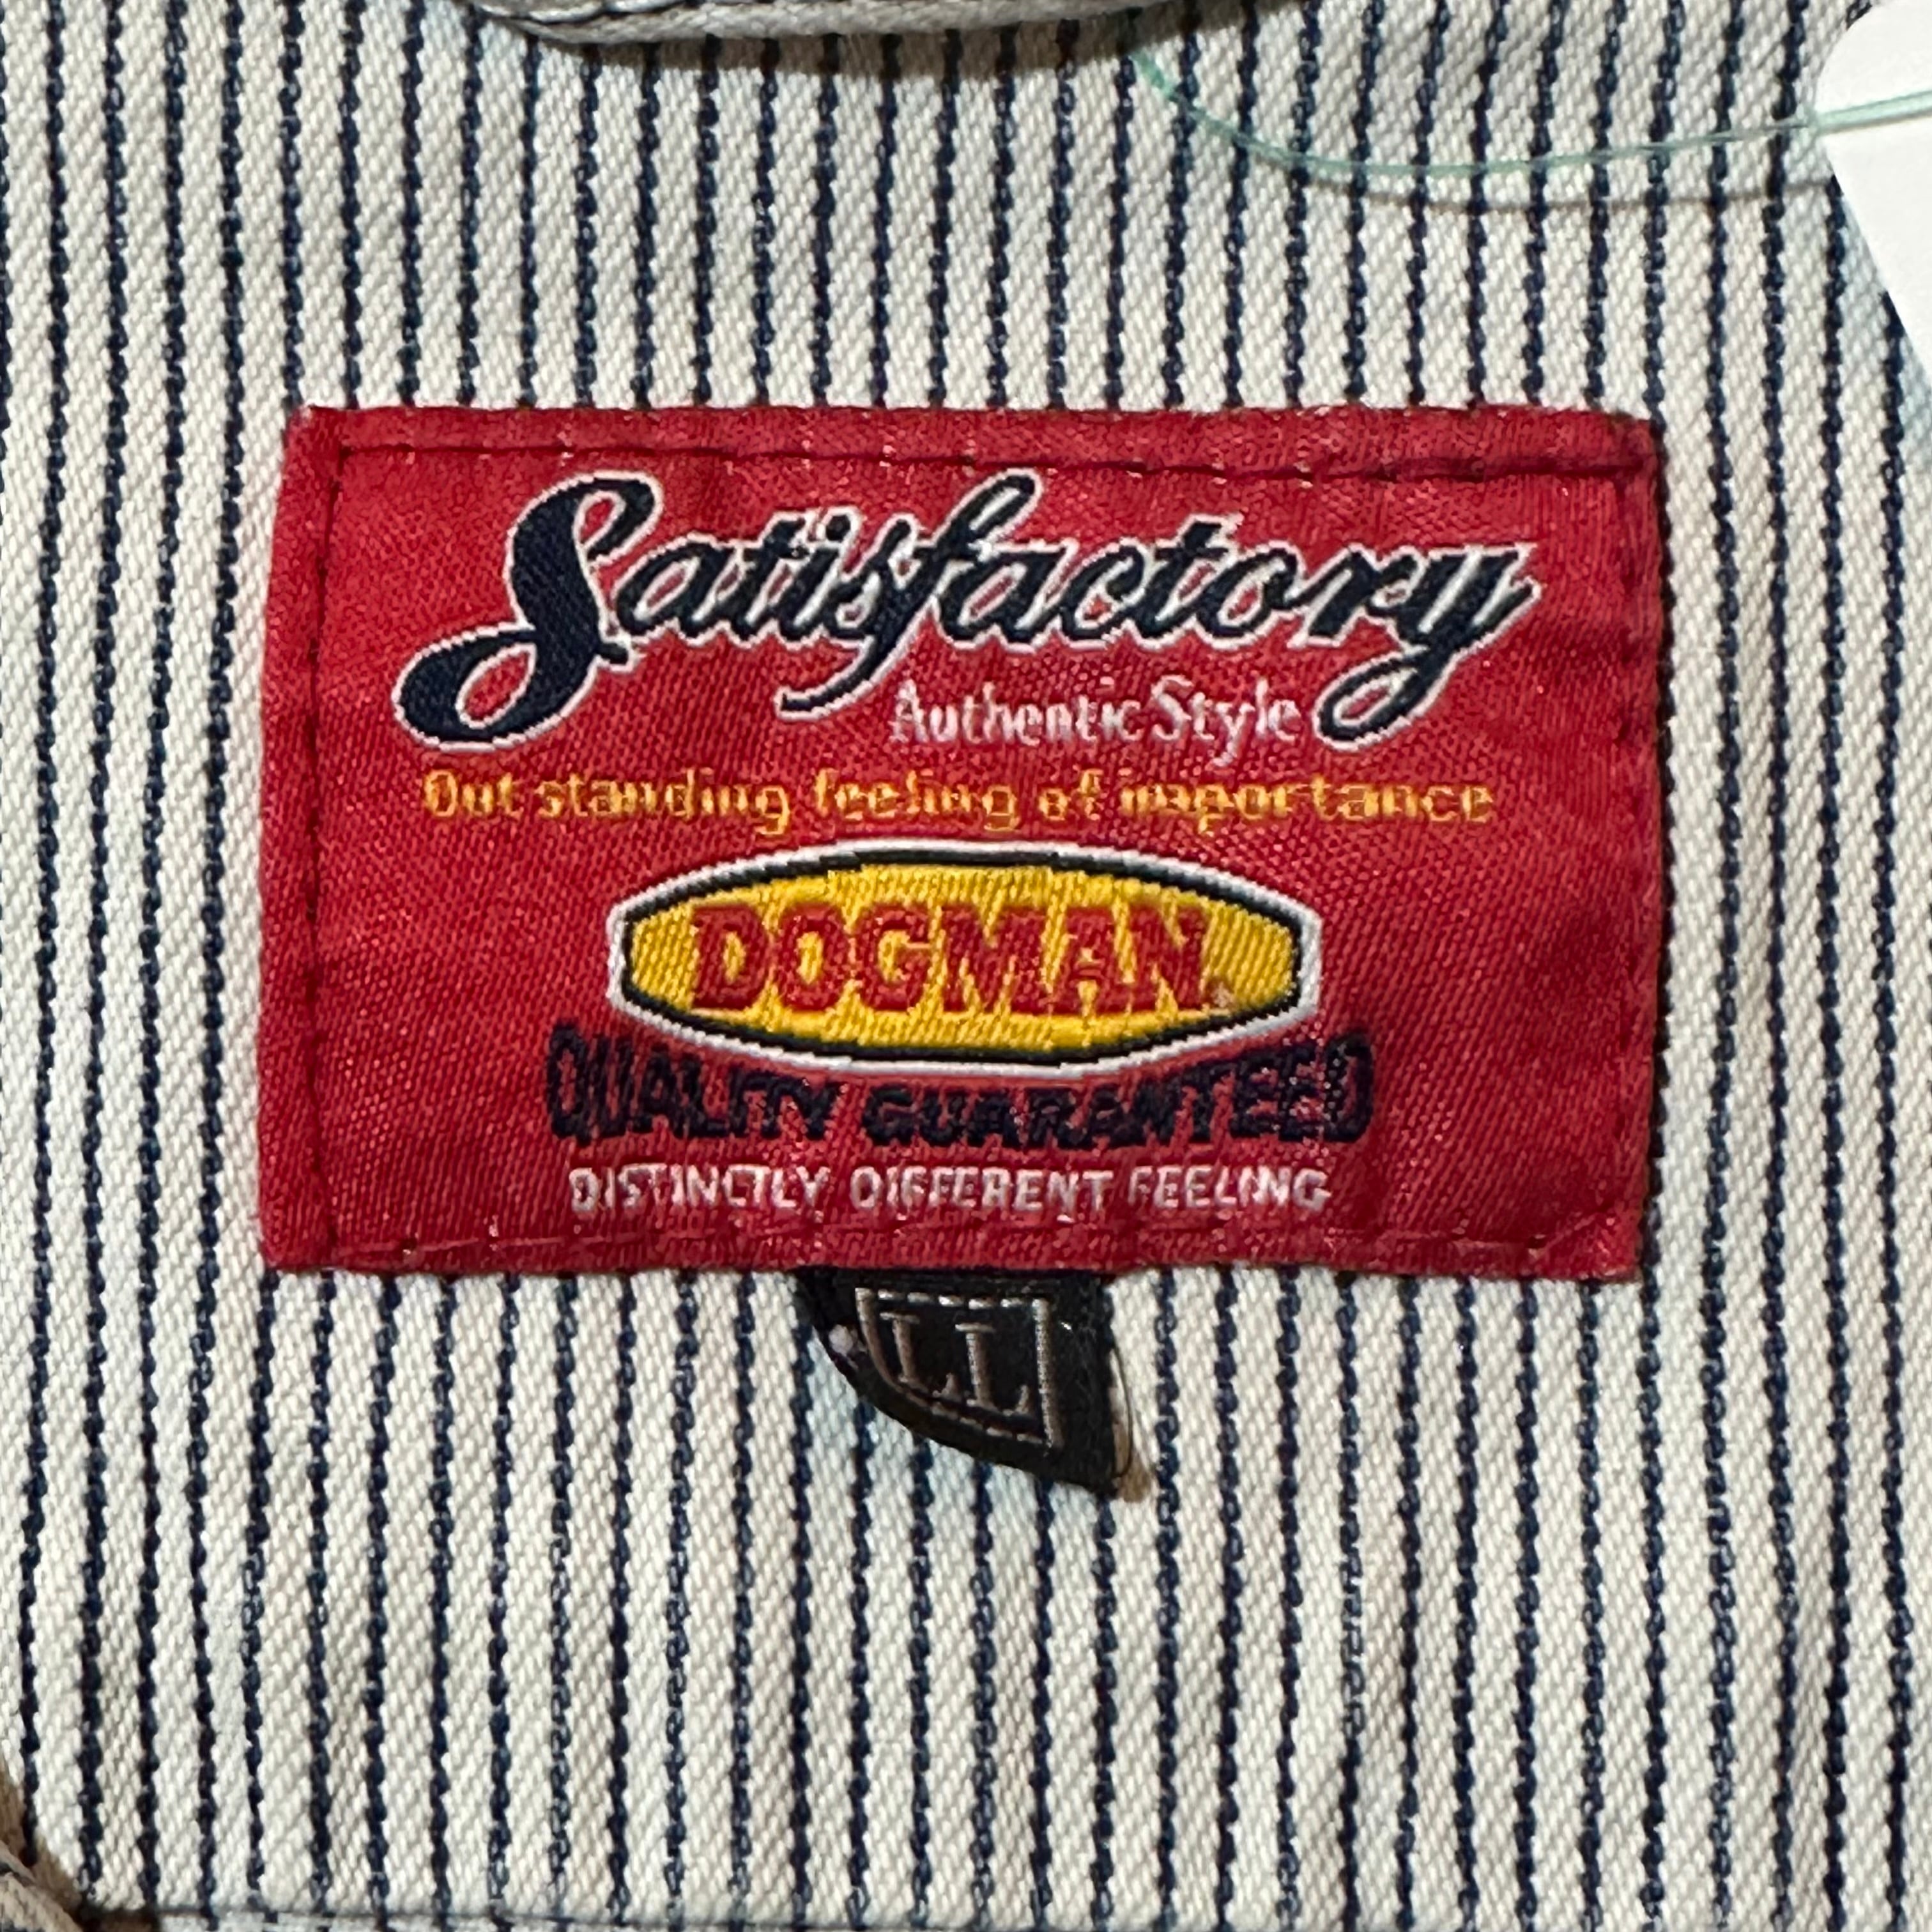 Satisfactory
Authentic Style
Out standing feeling of importance
DOGMAN
QUALITY GUARANTEED
DISTINCTLY DIFFERENT FEELING
LL